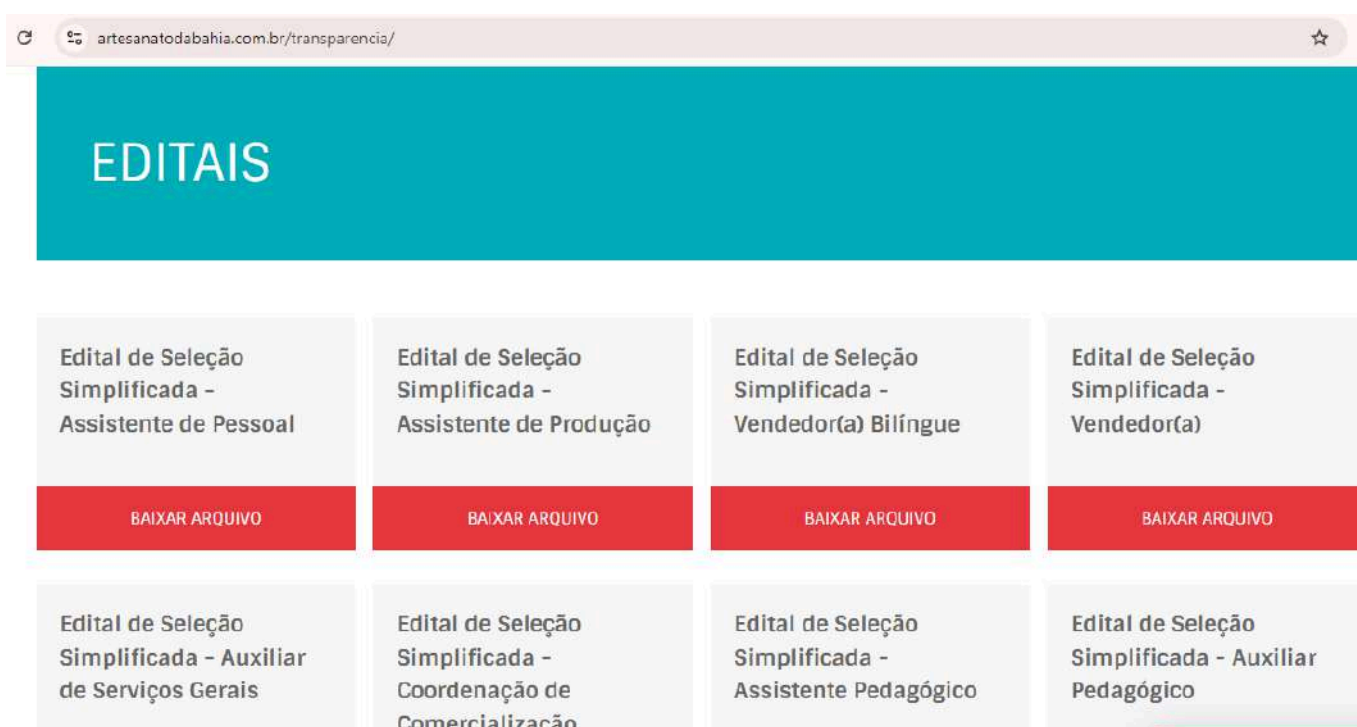 artesanatodabahia.com.br/transparencia/
EDITAIS
Edital de Seleção
Simplificada -
Assistente de Pessoal
BAIXAR ARQUIVO
Edital de Seleção
Simplificada -
Assistente de Produção
BAIXAR ARQUIVO
Edital de Seleção
Simplificada -
Vendedor(a) Bilíngue
BAIXAR ARQUIVO
Edital de Seleção
Simplificada -
Vendedor(a)
BAIXAR ARQUIVO
Edital de Seleção
Simplificada - Auxiliar
de Serviços Gerais
Edital de Seleção
Simplificada -
Coordenação de
Comercialização
Edital de Seleção
Simplificada -
Assistente Pedagógico
Edital de Seleção
Simplificada - Auxiliar
Pedagógico